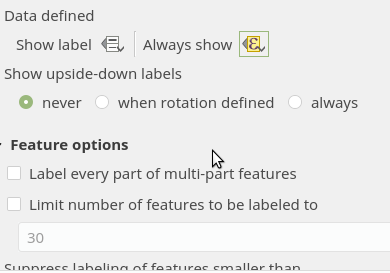 Data defined
Show label Always show
Show upside-down labels
never when rotation defined always
Feature options
Label every part of multi-part features
Limit number of features to be labeled to
30
Suppress labeling of features smaller than